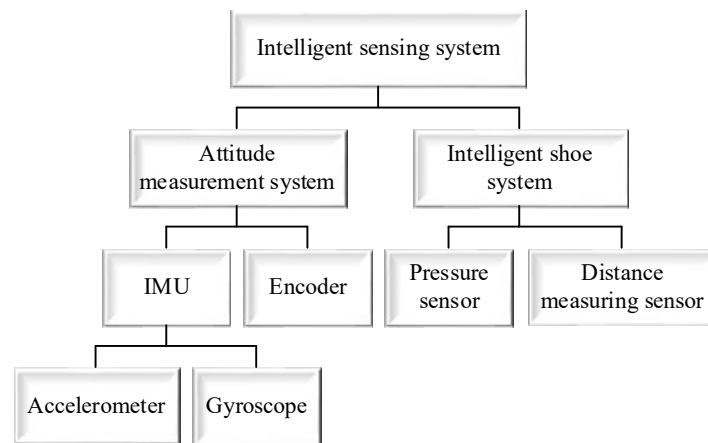 Intelligent sensing system
Attitude
measurement system
Intelligent shoe
system
IMU
Encoder
Pressure
sensor
Distance
measuring sensor
Accelerometer
Gyroscope